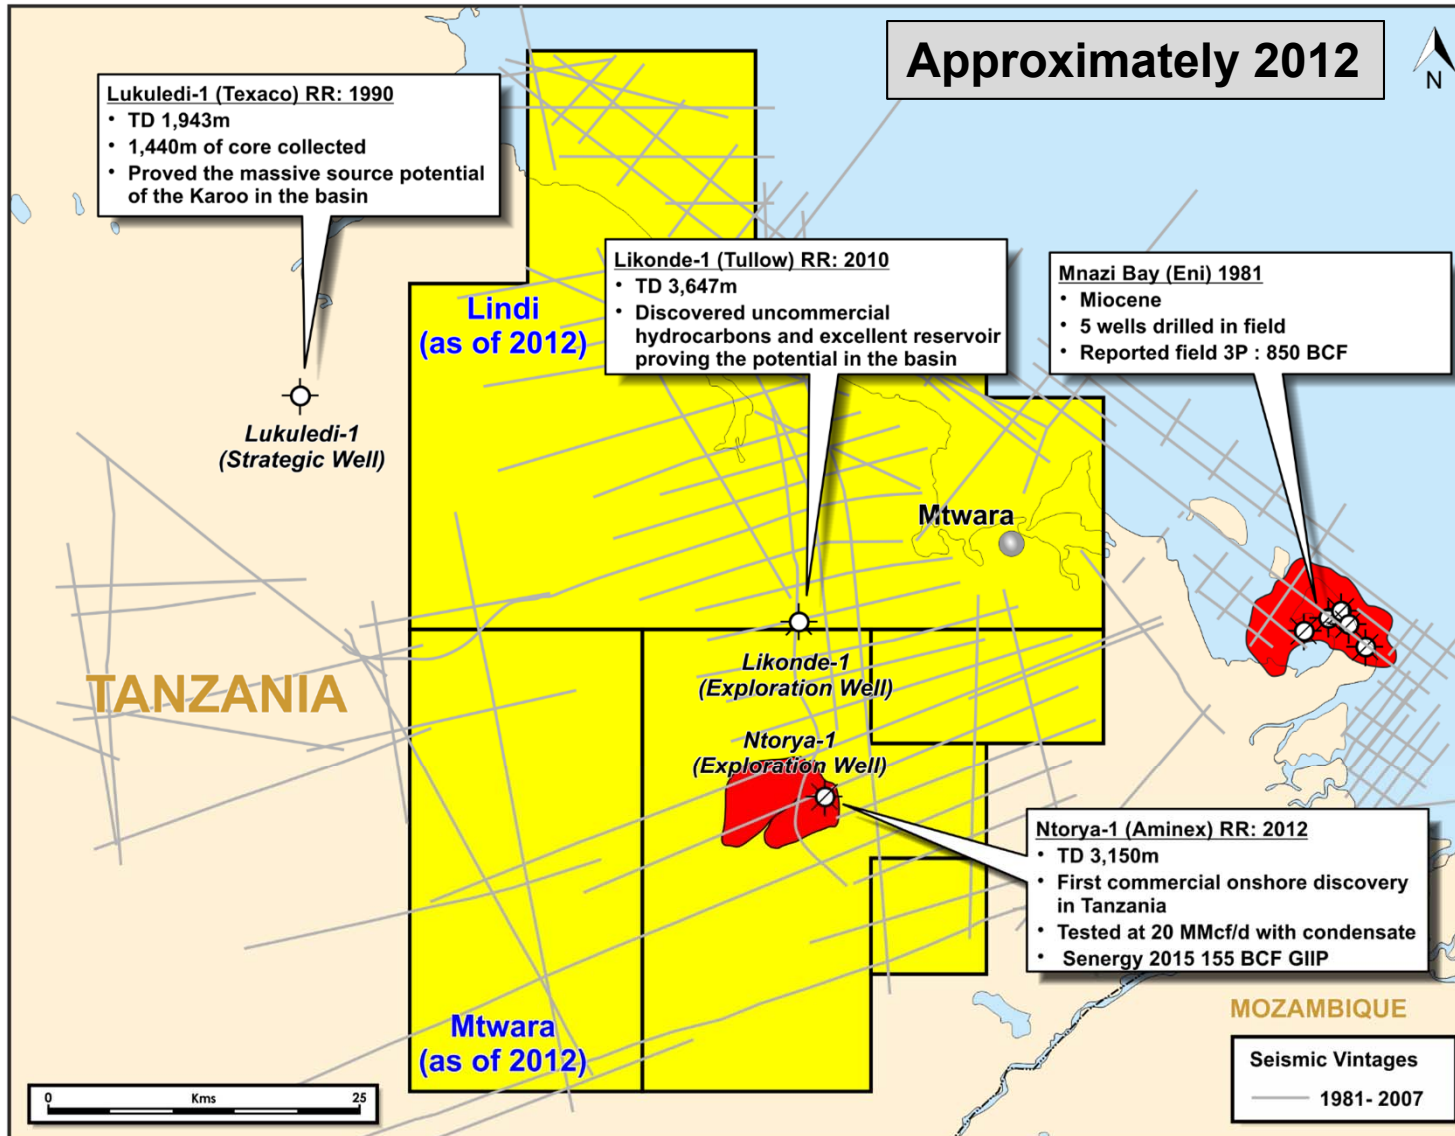 Approximately 2012
N
Lukuledi-1 (Texaco) RR: 1990
• TD 1,943m
• 1,440m of core collected
• Proved the massive source potential
of the Karoo in the basin
Likonde-1 (Tullow) RR: 2010
• TD 3,647m
• Discovered uncommercial
hydrocarbons and excellent reservoir
proving the potential in the basin
Mnazi Bay (Eni) 1981
• Miocene
• 5 wells drilled in field
• Reported field 3P : 850 BCF
Lindi
(as of 2012)
Lukuledi-1
(Strategic Well)
Mtwara
Likonde-1
(Exploration Well)
TANZANIA
Ntorya-1
(Exploration Well)
Ntorya-1 (Aminex) RR: 2012
• TD 3,150m
• First commercial onshore discovery
in Tanzania
• Tested at 20 MMcf/d with condensate
• Senergy 2015 155 BCF GIIP
Mtwara
(as of 2012)
MOZAMBIQUE
Seismic Vintages
1981- 2007
0 Kms 25